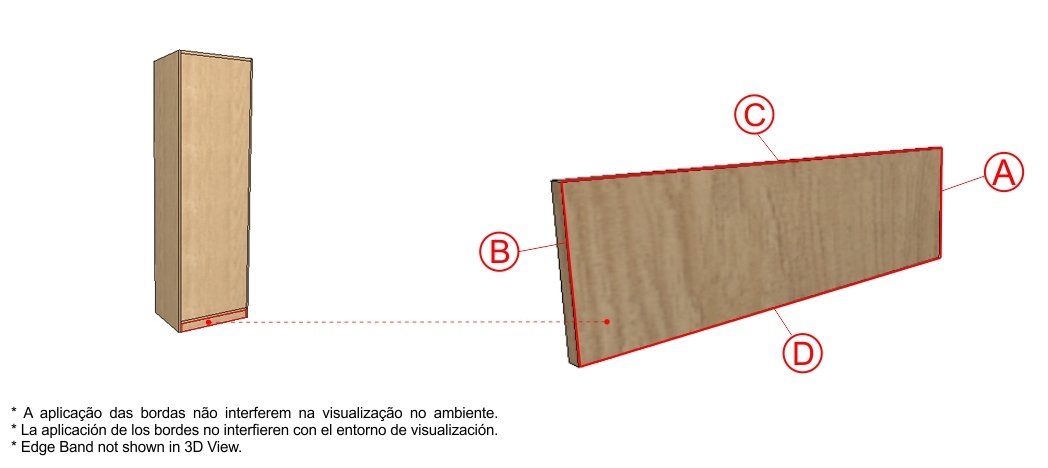 C
A
B
D
* A aplicação das bordas não interferem na visualização no ambiente.
* La aplicación de los bordes no interfieren con el entorno de visualización.
* Edge Band not shown in 3D View.